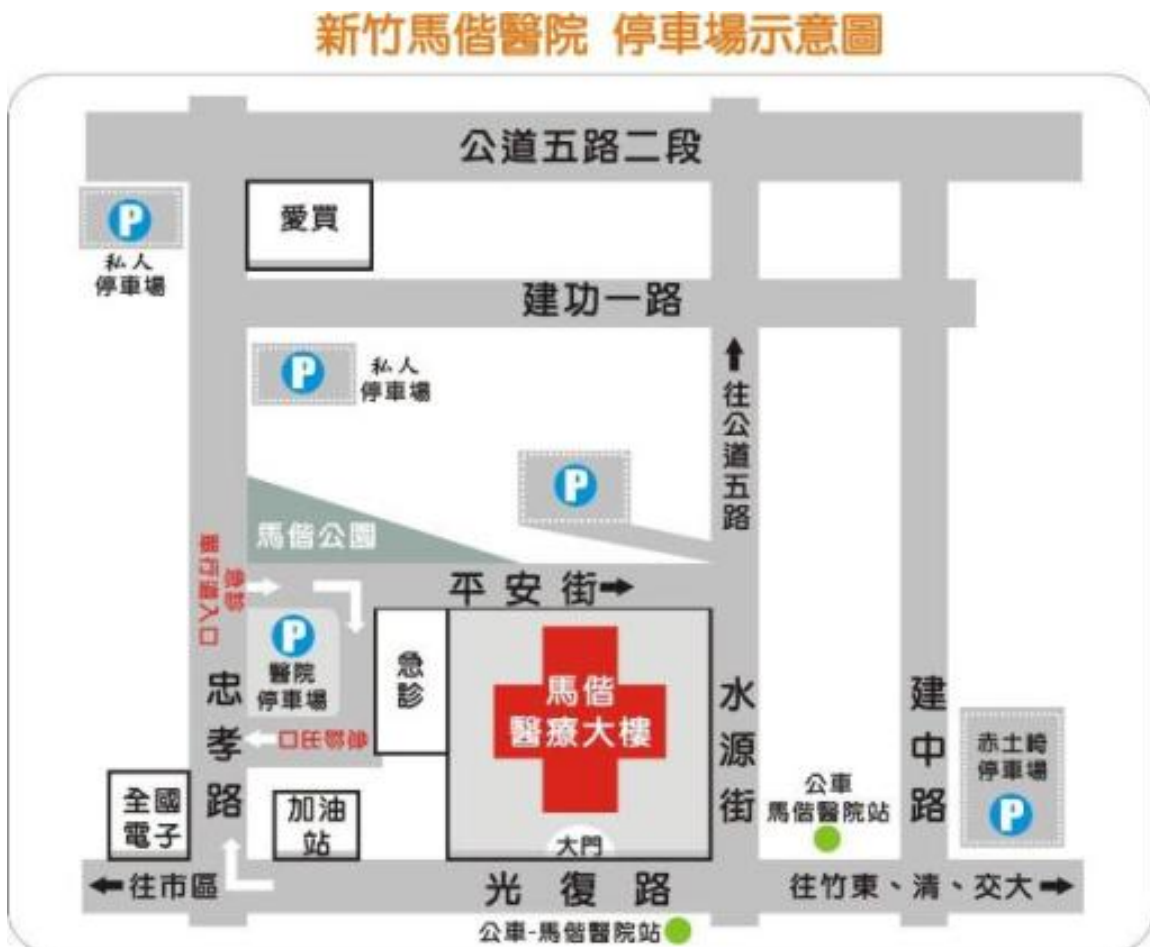 新竹馬偕醫院 停車場示意圖
公道五路二段
P
私人
停車場
愛買
建功一路
P
私人
停車場
往公道五路
P
馬偕公園
急診
車行道入口
平安街
P
醫院
停車場
急診
馬偕
醫療大樓
急診出口
忠孝路
水源街
建中路
赤土崎
停車場
P
公車
馬偕醫院站
全國
電子
加油
站
大門
往市區
光復路
往竹東、清、交大
公車-馬偕醫院站